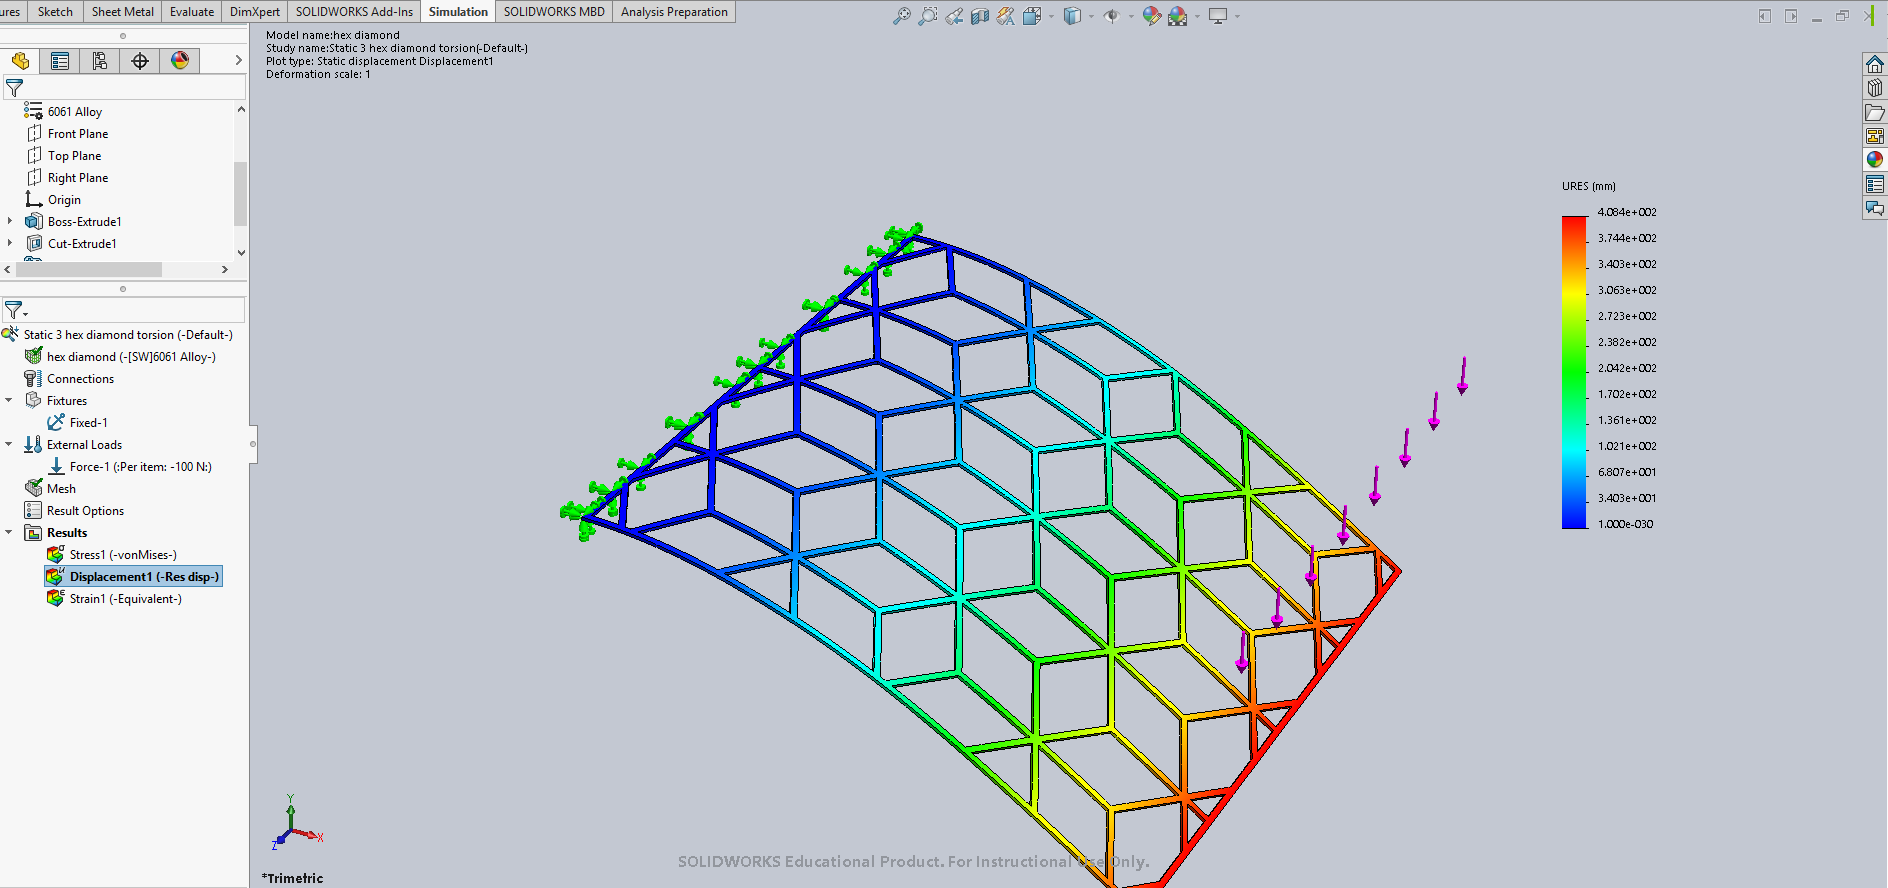 ures Sketch Sheet Metal Evaluate DimXpert SOLIDWORKS Add-Ins Simulation SOLIDWORKS MBD Analysis Preparation
Model name:hex diamond
Study name:Static 3 hex diamond torsion(-Default-)
Plot type: Static displacement Displacement1
Deformation scale: 1
6061 Alloy
Front Plane
Top Plane
Right Plane
Origin
Boss-Extrude1
Cut-Extrude1
Static 3 hex diamond torsion (-Default-)
hex diamond (-[SW]6061 Alloy-)
Connections
Fixtures
Fixed-1
External Loads
Force-1 (:Per item: -100 N:)
Mesh
Result Options
Results
Stress1 (-vonMises-)
Displacement1 (-Res disp-)
Strain1 (-Equivalent-)
URES (mm)
4.084e+002
3.744e+002
3.403e+002
3.063e+002
2.723e+002
2.382e+002
2.042e+002
1.702e+002
1.361e+002
1.021e+002
6.807e+001
3.403e+001
1.000e-030
Y
X
Z
SOLIDWORKS Educational Product. For Instructional Use Only.
*Trimetric